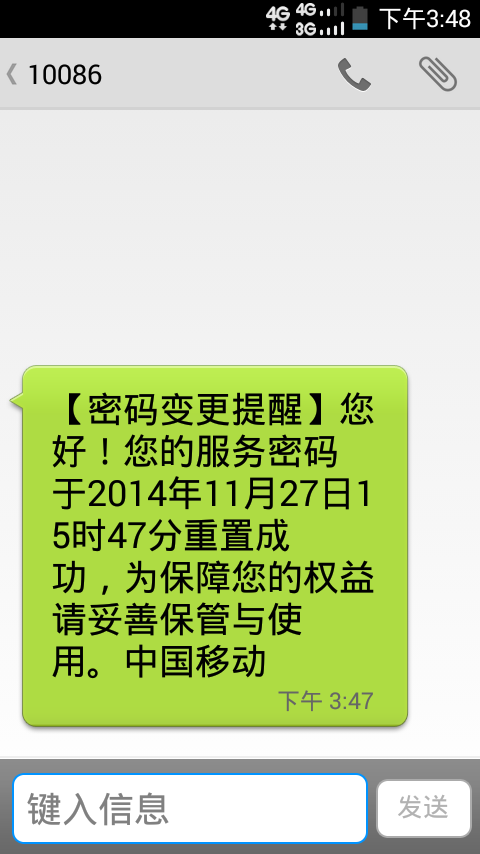 4G 4G 3G 下午3:48
10086
【密码变更提醒】您
好！您的服务密码
于2014年11月27日1
5时47分重置成
功，为保障您的权益
请妥善保管与使
用。中国移动
下午 3:47
键入信息 发送